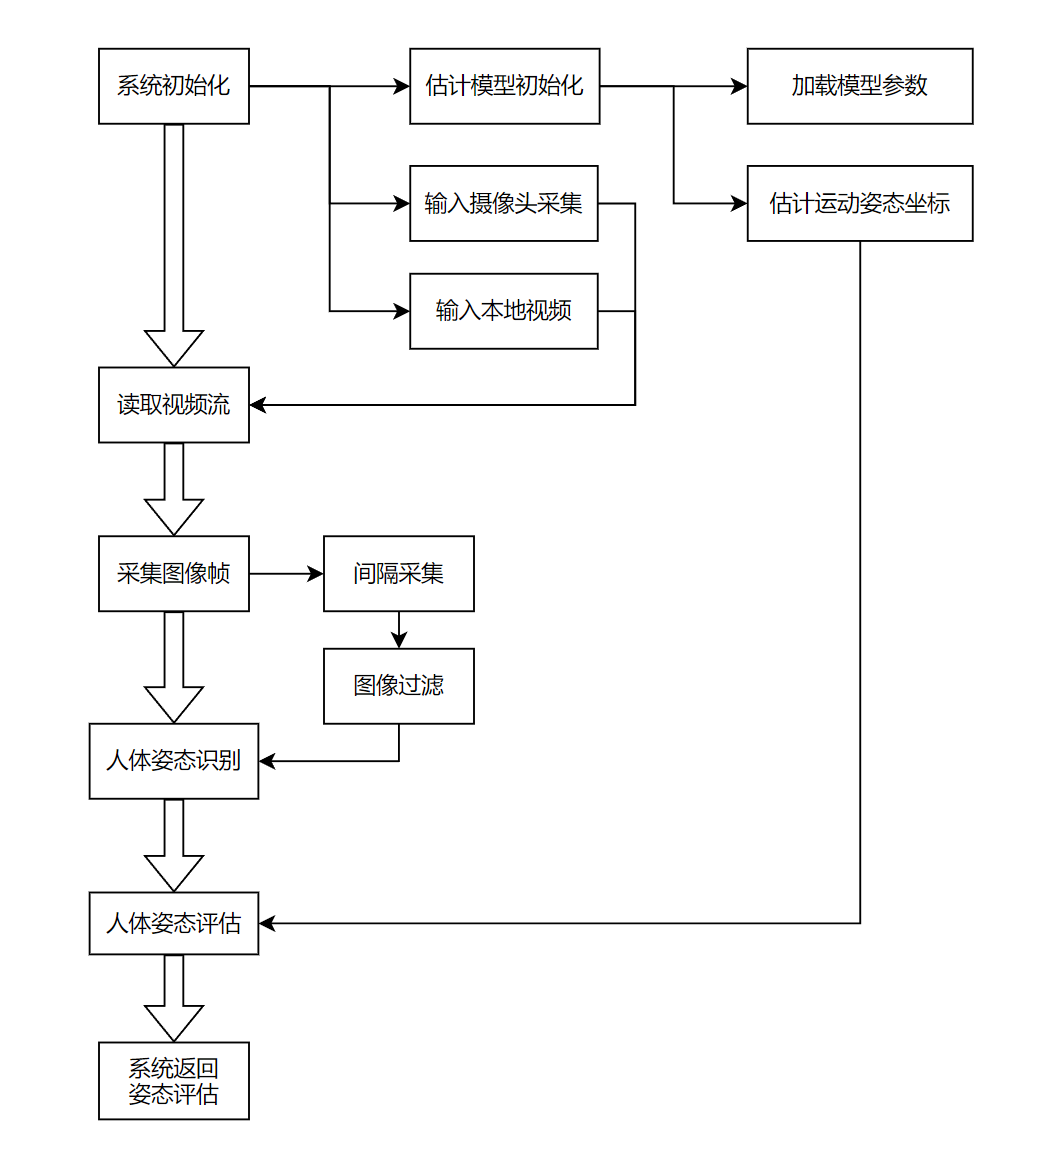 系统初始化
估计模型初始化
加载模型参数
输入摄像头采集
估计运动姿态坐标
输入本地视频
读取视频流
采集图像帧
间隔采集
图像过滤
人体姿态识别
人体姿态评估
系统返回
姿态评估